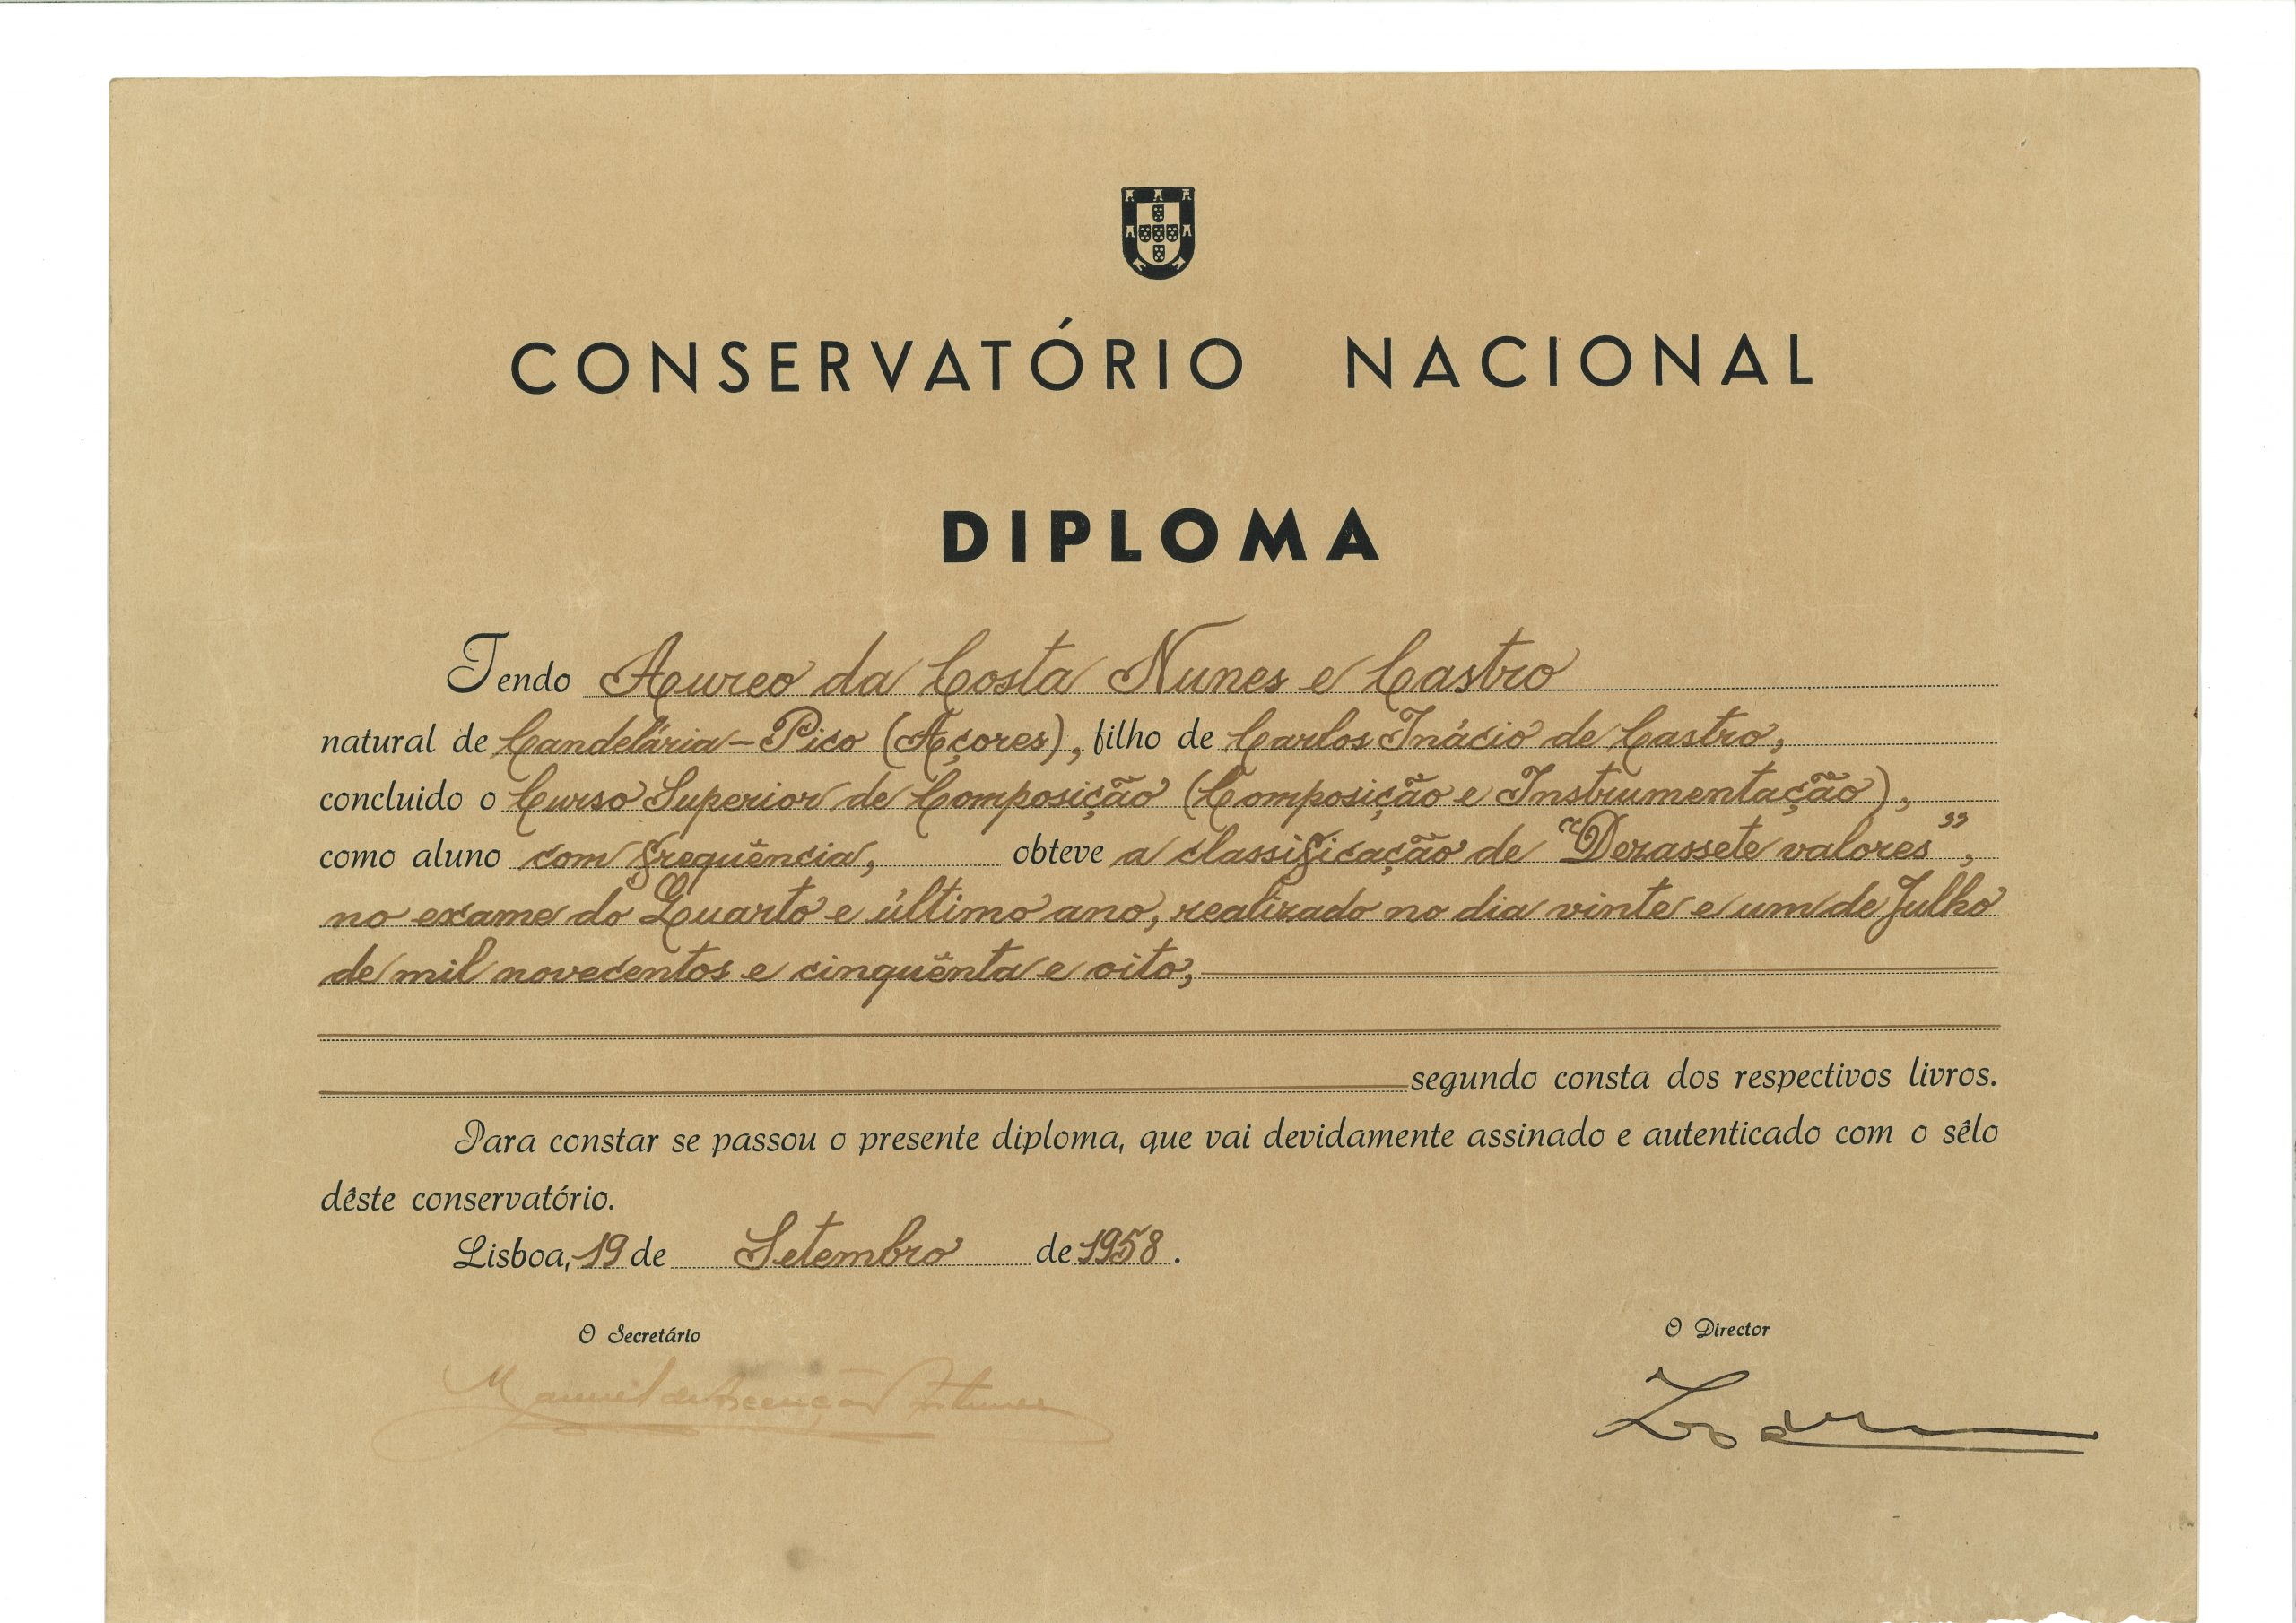 CONSERVATÓRIO NACIONAL
DIPLOMA
Tendo Aureo da Costa Nunes e Castro
natural de Candelária - Pico (Açores), filho de Carlos Inácio de Castro,
concluido o Curso Superior de Composição (Composição e Instrumentação),
como aluno com freqüência, obteve a classificação de "Dezassete valores",
no exame do Quarto e último ano, realizado no dia vinte e um de Julho
de mil novecentos e cinqüenta e oito,
segundo consta dos respectivos livros.
Para constar se passou o presente diploma, que vai devidamente assinado e autenticado com o sêlo
dêste conservatório.
Lisboa, 19 de Setembro de 1958.
O Secretário
O Director
Manuel Antunes